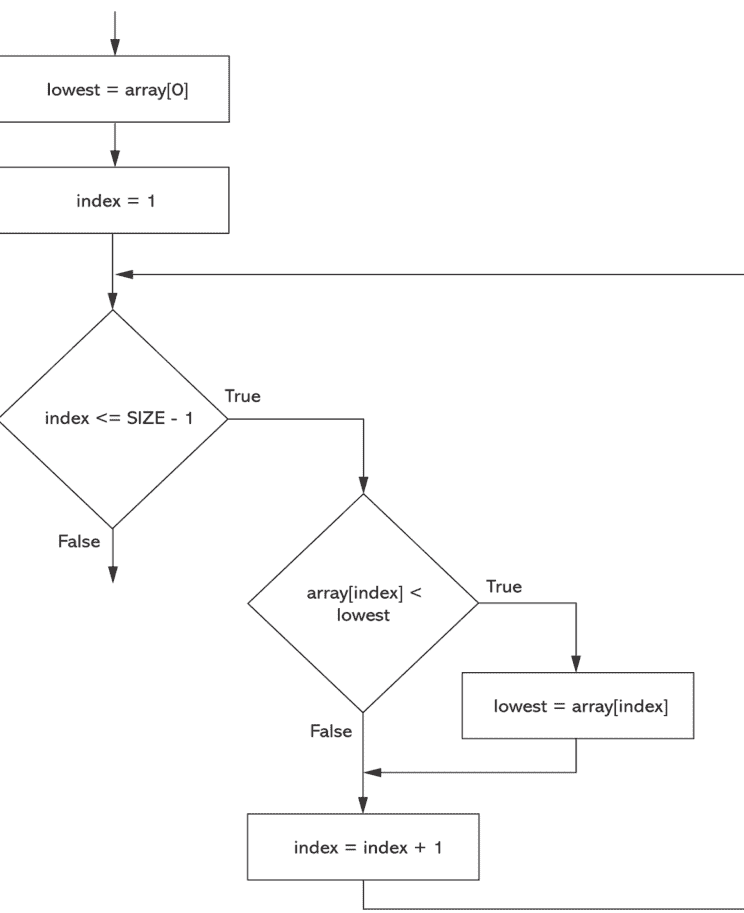 lowest = array[0]
index = 1
True
index <= SIZE - 1
False
array[index] <
lowest
True
lowest = array[index]
False
index = index + 1